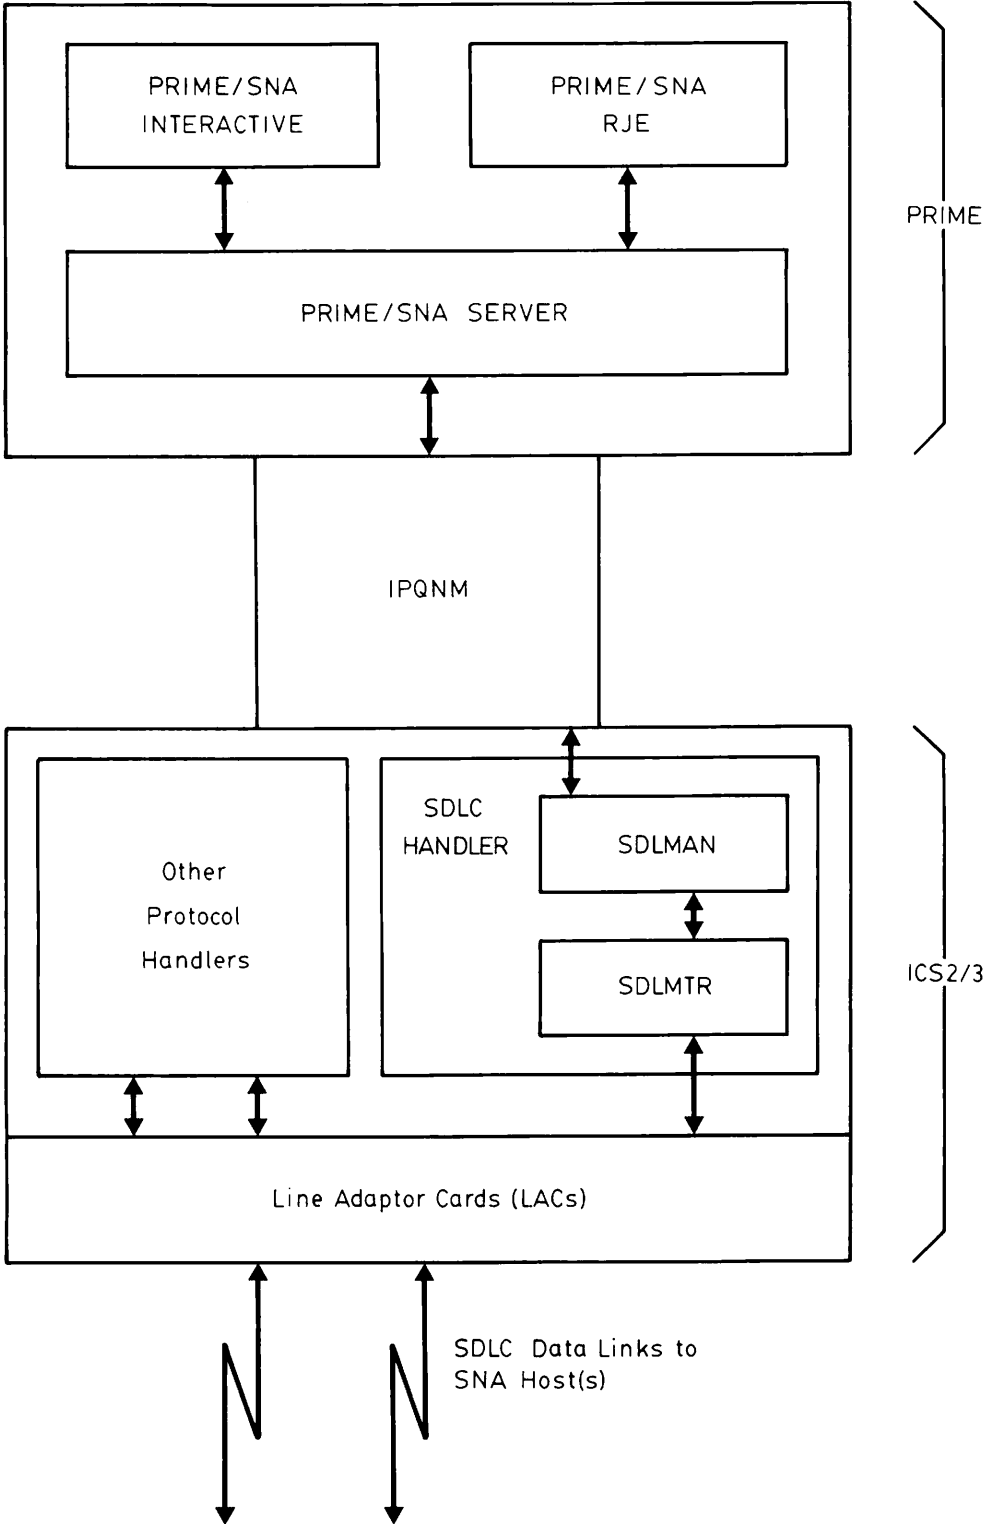 PRIME/SNA
INTERACTIVE
PRIME/SNA
RJE
PRIME
PRIME/SNA SERVER
IPQNM
SDLC
HANDLER
SDLMAN
Other
Protocol
Handlers
SDLMTR
ICS2/3
Line Adaptor Cards (LACs)
SDLC Data Links to
SNA Host(s)